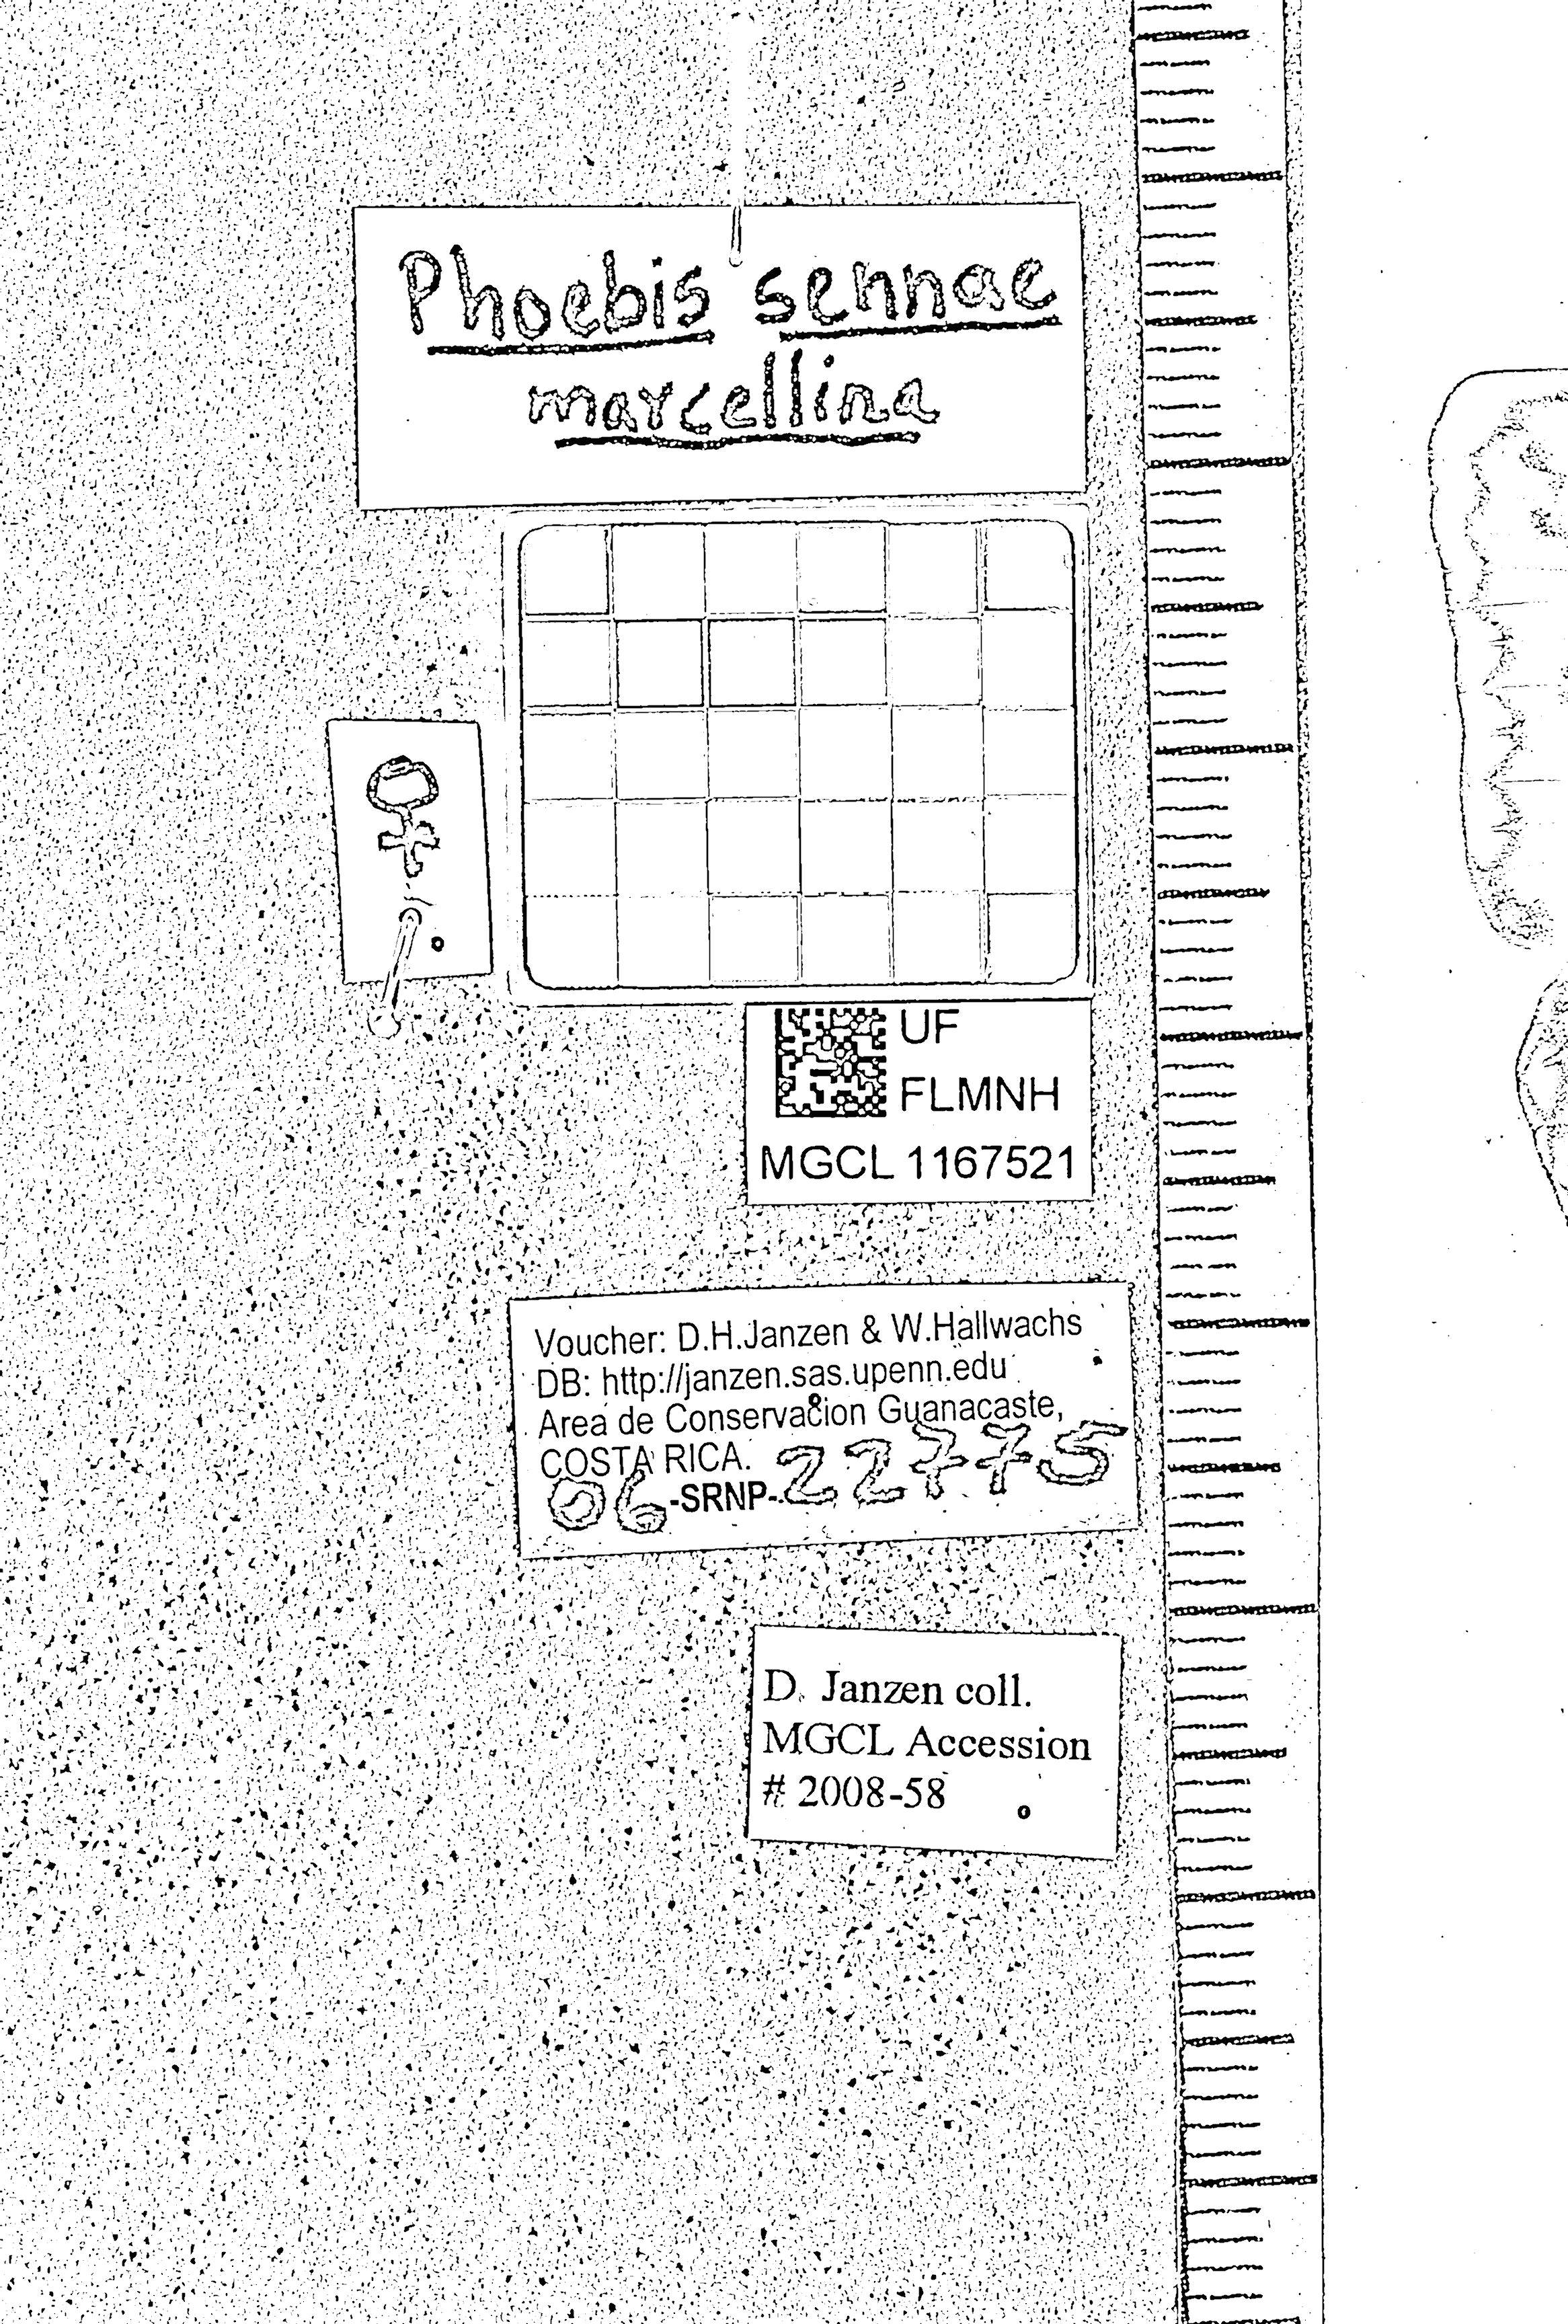 Phoebis sennae
marcellina
♀
UF
FLMNH
MGCL 1167521
Voucher: D.H.Janzen & W.Hallwachs
DB: http://janzen.sas.upenn.edu
Area de Conservacion Guanacaste,
COSTA RICA.
06-SRNP-22775
D. Janzen coll.
MGCL Accession
# 2008-58